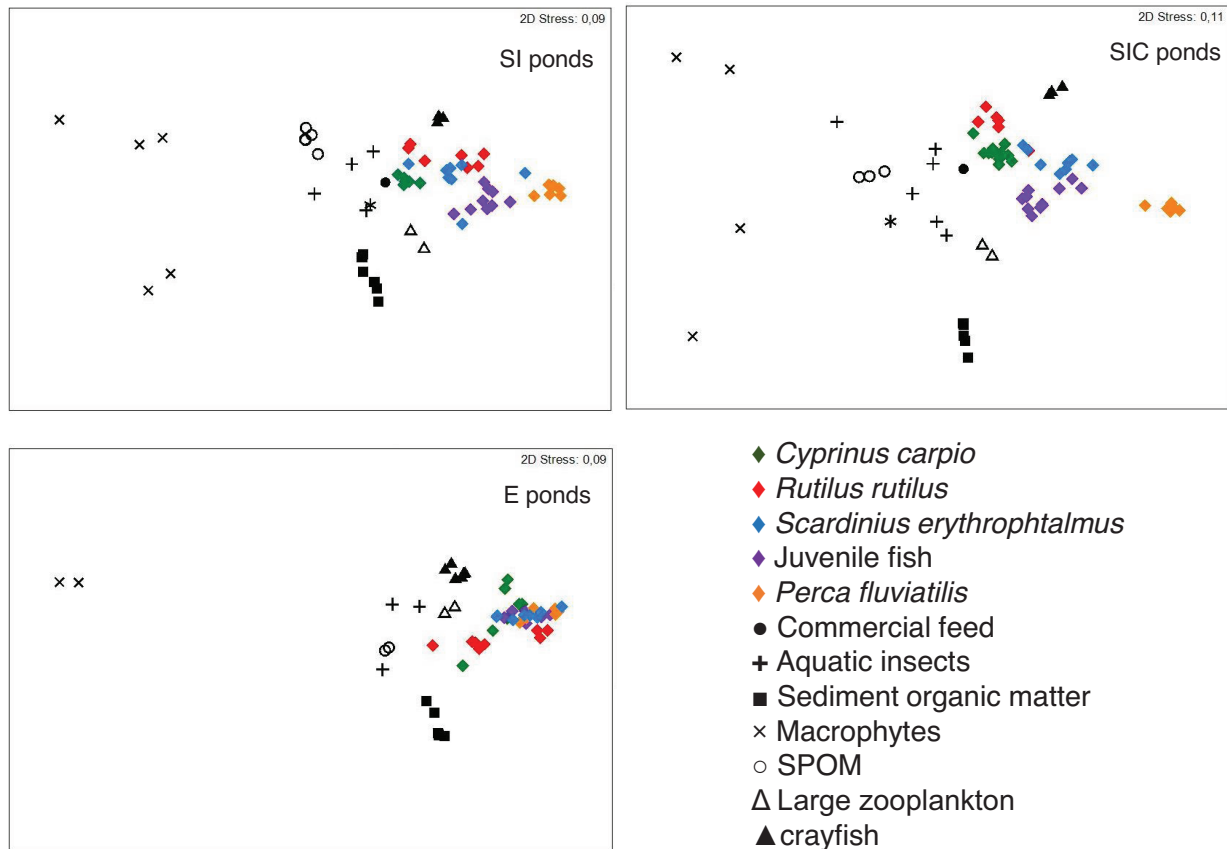 2D Stress: 0,09
SI ponds
2D Stress: 0,11
SIC ponds
2D Stress: 0,09
E ponds
Cyprinus carpio
Rutilus rutilus
Scardinius erythrophtalmus
Juvenile fish
Perca fluviatilis
Commercial feed
Aquatic insects
Sediment organic matter
Macrophytes
SPOM
Large zooplankton
crayfish